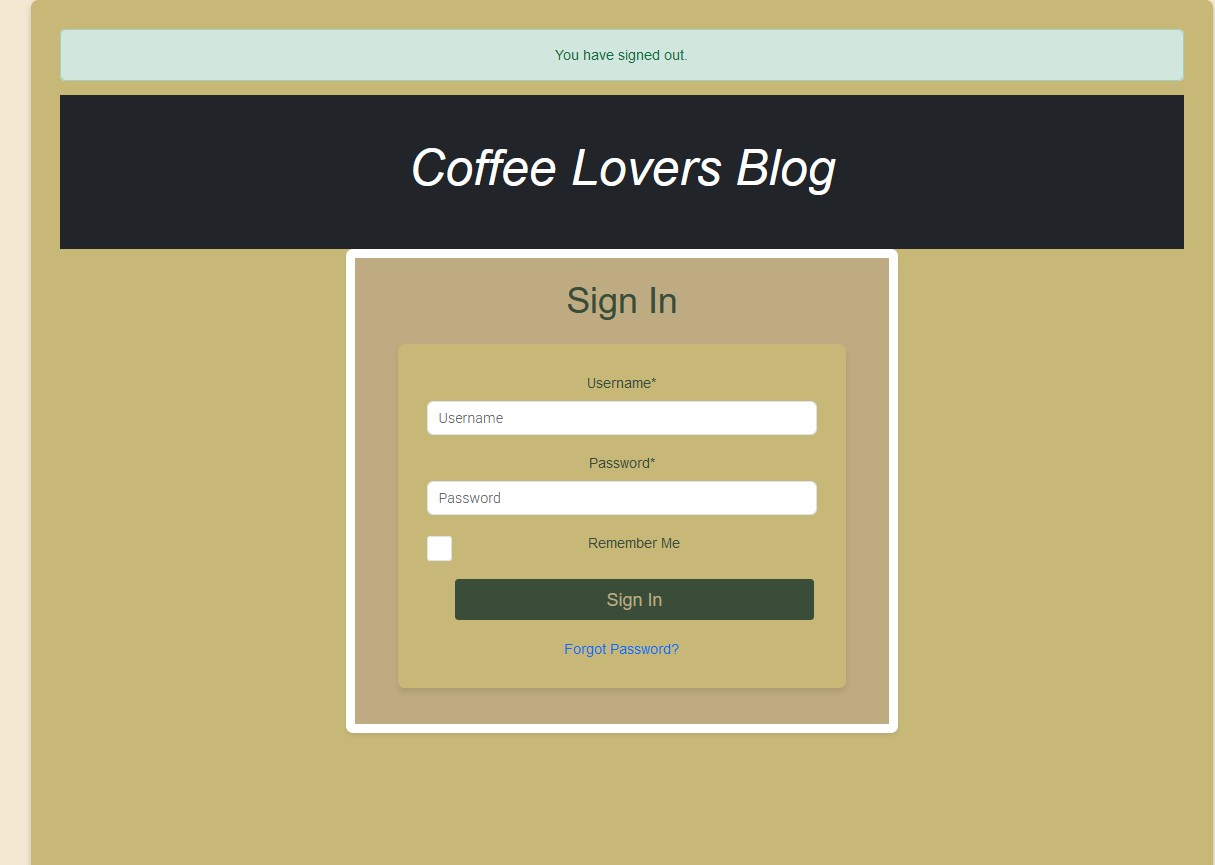 You have signed out.
Coffee Lovers Blog
Sign In
Username*
Username
Password*
Password
Remember Me
Sign In
Forgot Password?